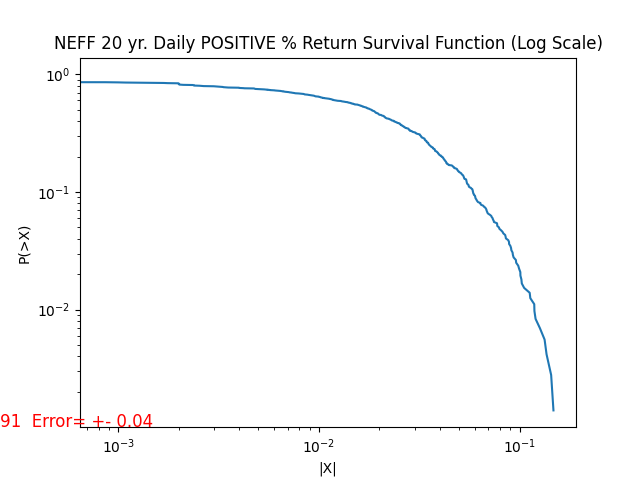 NEFF 20 yr. Daily POSITIVE % Return Survival Function (Log Scale)
10⁰
10⁻¹
10⁻²
P(>X)
91  Error= +- 0.04
10⁻³ 10⁻² 10⁻¹
|X|